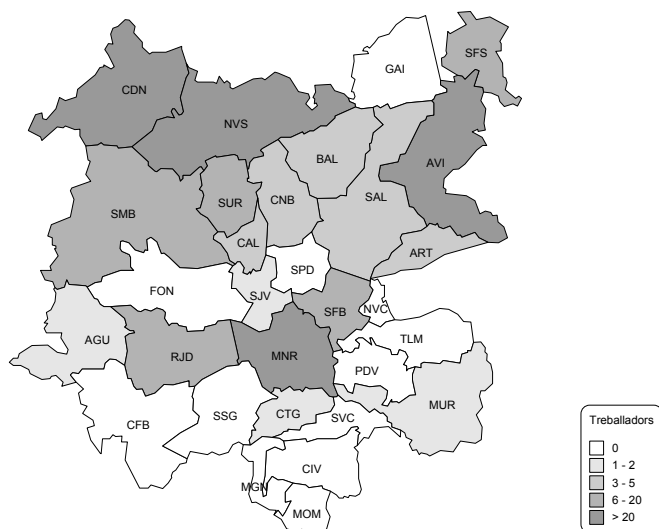 GAI
SFS
CDN
NVS
BAL
AVI
SUR
CNB
SAL
SMB
CAL
ART
SPD
FON
SJV
SFB
NVC
AGU
TLM
RJD
MNR
PDV
MUR
CFB
SSG
CTG
SVC
CIV
MGN
MOM
Treballadors
0
1 - 2
3 - 5
6 - 20
> 20